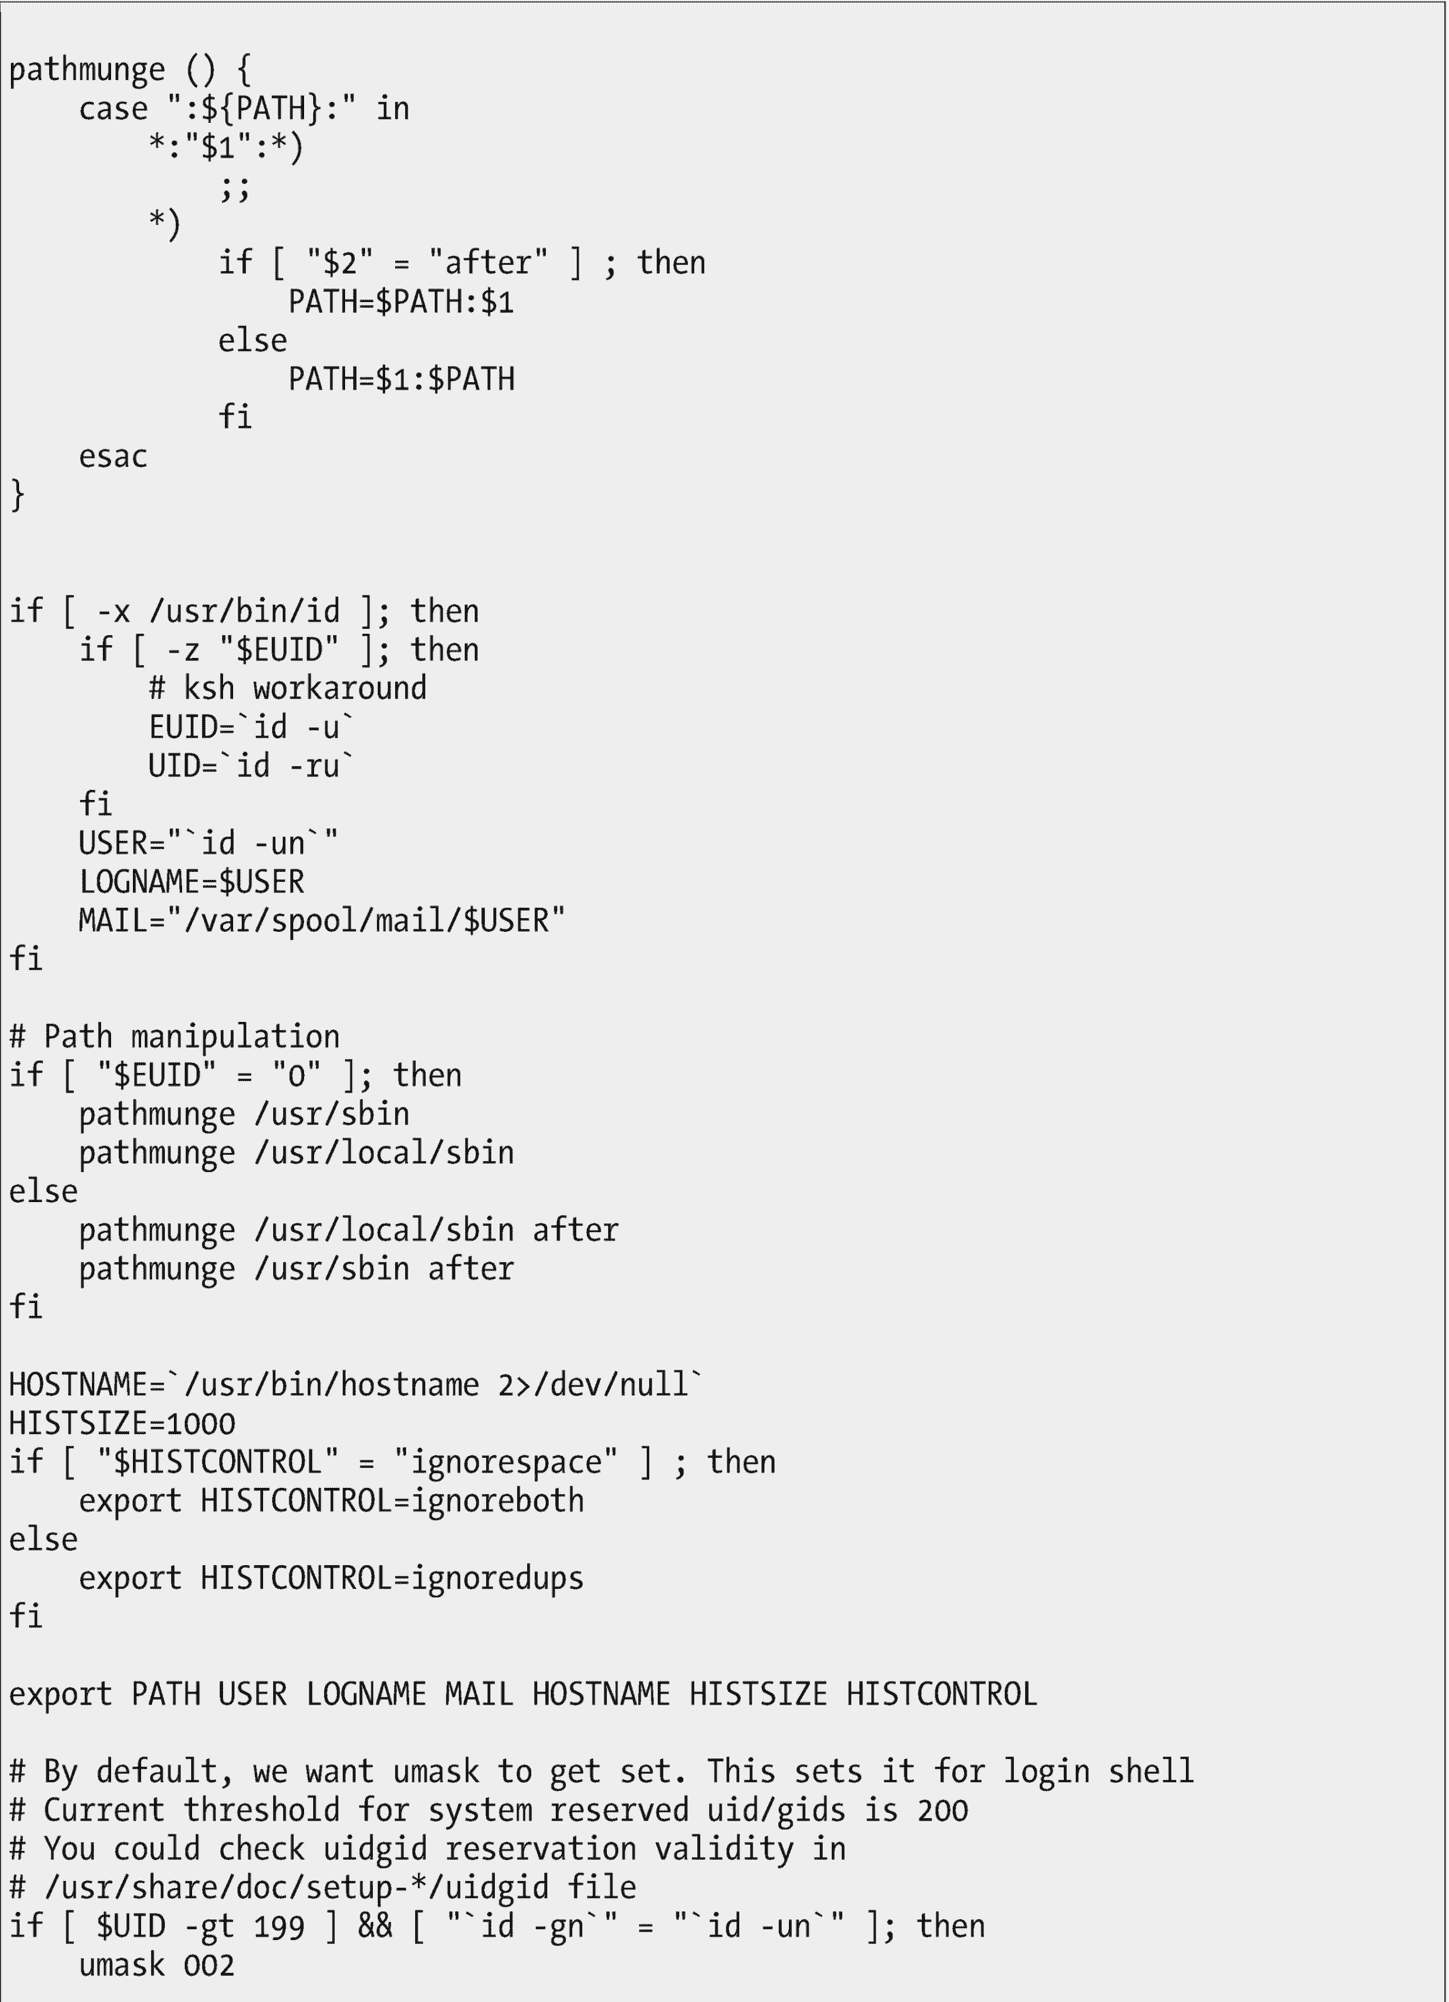 pathmunge () {
    case ":${PATH}:" in
        *:"$1":*)
            ;;
        *)
            if [ "$2" = "after" ] ; then
                PATH=$PATH:$1
            else
                PATH=$1:$PATH
            fi
    esac
}
if [ -x /usr/bin/id ]; then
    if [ -z "$EUID" ]; then
        # ksh workaround
        EUID=`id -u`
        UID=`id -ru`
    fi
    USER="`id -un`"
    LOGNAME=$USER
    MAIL="/var/spool/mail/$USER"
fi
# Path manipulation
if [ "$EUID" = "0" ]; then
    pathmunge /usr/sbin
    pathmunge /usr/local/sbin
else
    pathmunge /usr/local/sbin after
    pathmunge /usr/sbin after
fi
HOSTNAME=`/usr/bin/hostname 2>/dev/null`
HISTSIZE=1000
if [ "$HISTCONTROL" = "ignorespace" ] ; then
    export HISTCONTROL=ignoreboth
else
    export HISTCONTROL=ignoredups
fi
export PATH USER LOGNAME MAIL HOSTNAME HISTSIZE HISTCONTROL
# By default, we want umask to get set. This sets it for login shell
# Current threshold for system reserved uid/gids is 200
# You could check uidgid reservation validity in
# /usr/share/doc/setup-*/uidgid file
if [ $UID -gt 199 ] && [ "`id -gn`" = "`id -un`" ]; then
    umask 002